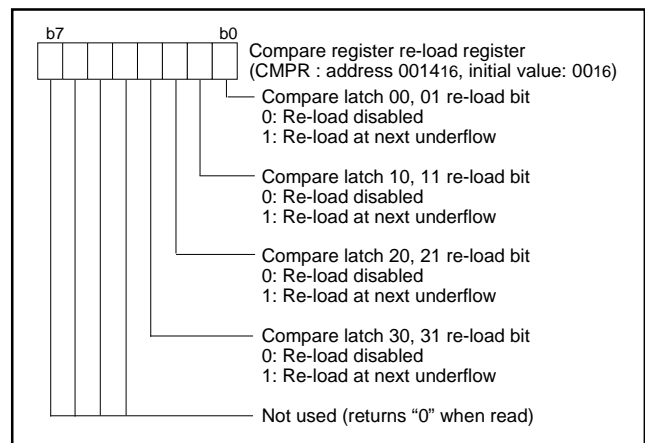 b7 b0
Compare register re-load register
(CMPR : address 001416, initial value: 0016)
Compare latch 00, 01 re-load bit
0: Re-load disabled
1: Re-load at next underflow
Compare latch 10, 11 re-load bit
0: Re-load disabled
1: Re-load at next underflow
Compare latch 20, 21 re-load bit
0: Re-load disabled
1: Re-load at next underflow
Compare latch 30, 31 re-load bit
0: Re-load disabled
1: Re-load at next underflow
Not used (returns “0” when read)